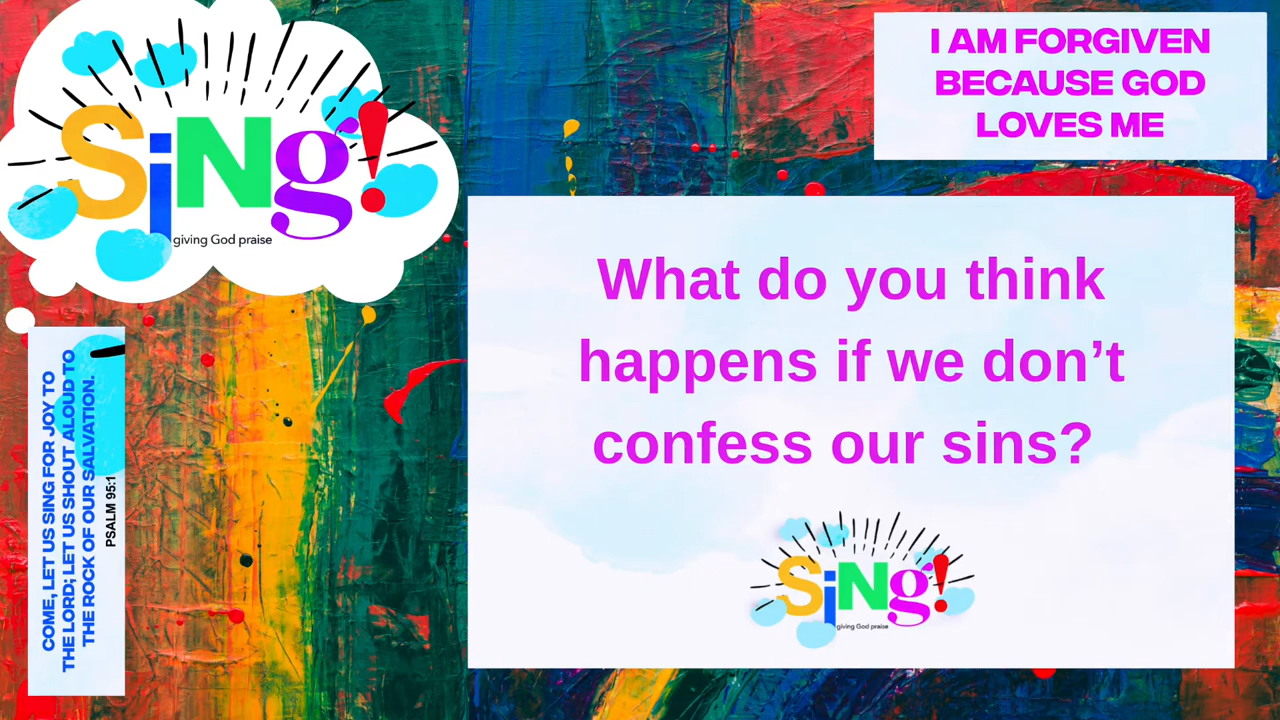 SiNg!
giving God praise
I AM FORGIVEN
BECAUSE GOD
LOVES ME
What do you think
happens if we don’t
confess our sins?
SiNg!
giving God praise
COME, LET US SING FOR JOY TO
THE LORD; LET US SHOUT ALOUD TO
THE ROCK OF OUR SALVATION.
PSALM 95:1